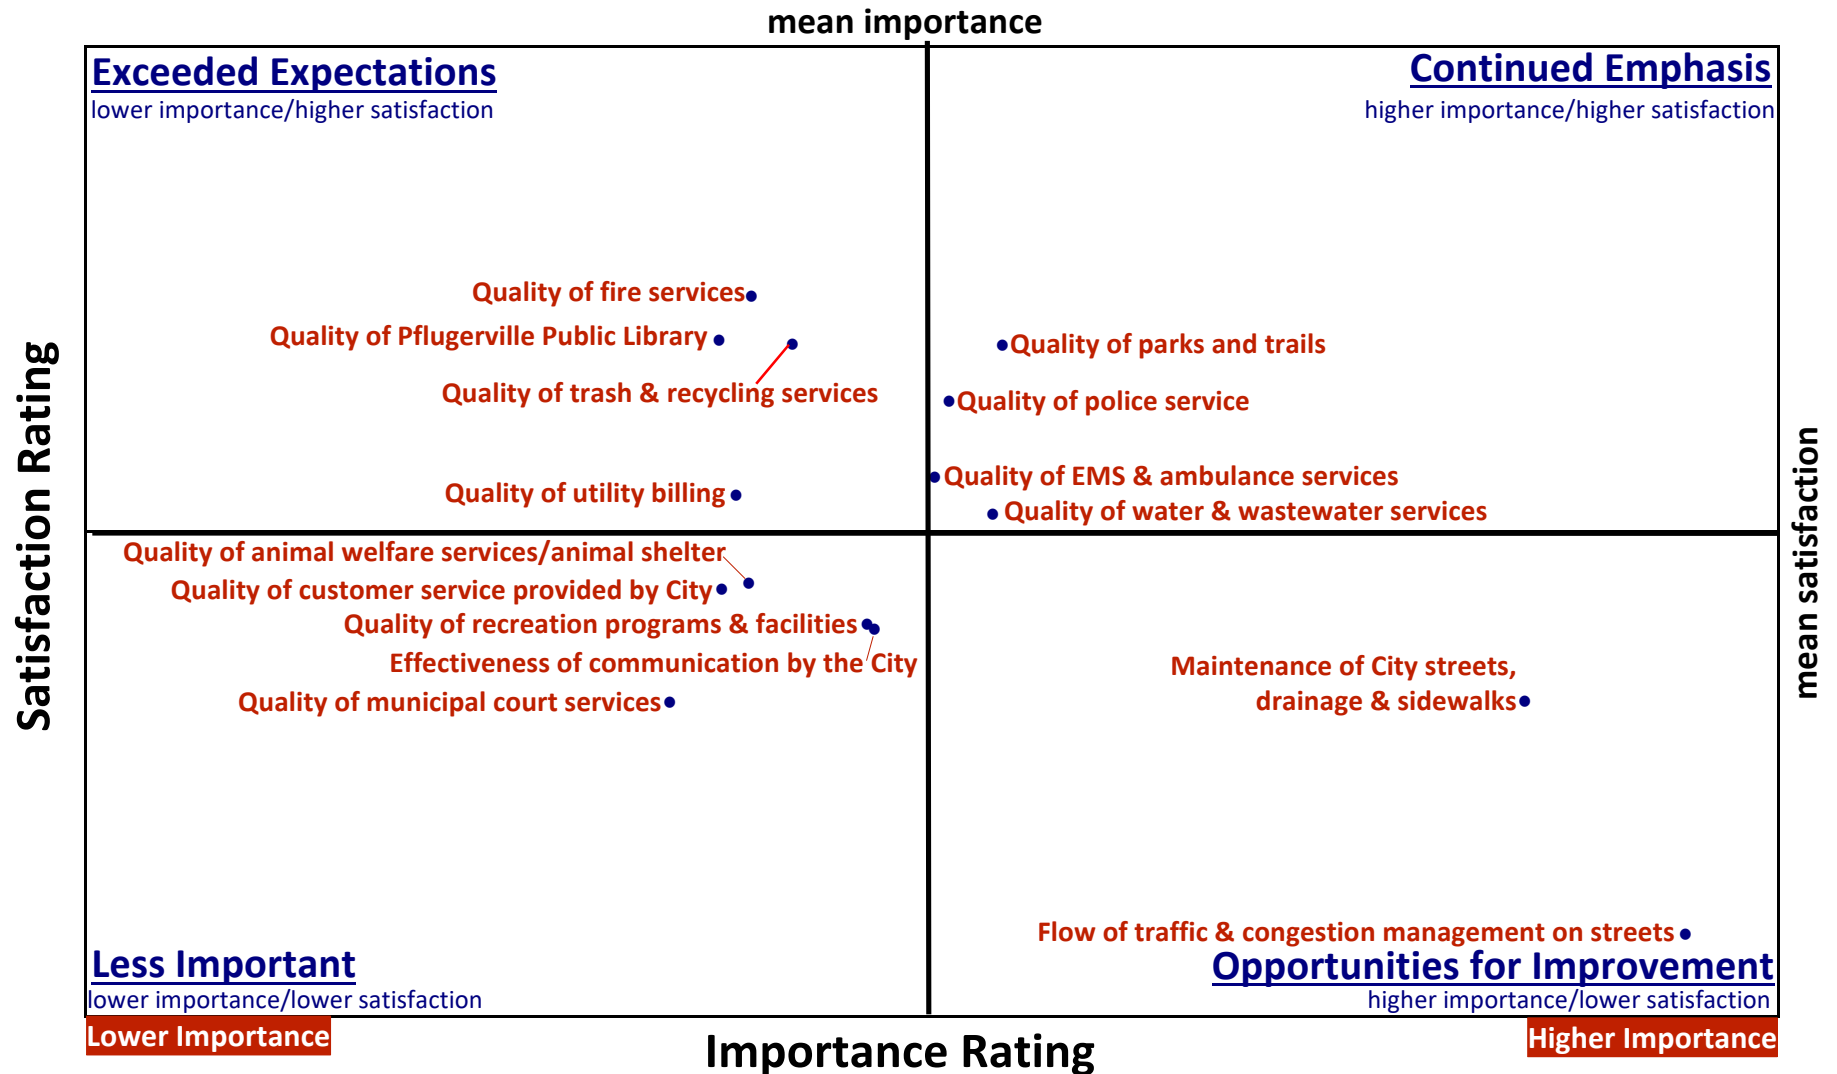 mean importance
Exceeded Expectations
lower importance/higher satisfaction
Continued Emphasis
higher importance/higher satisfaction
Quality of fire services
Quality of Pflugerville Public Library
Quality of trash & recycling services
Quality of utility billing
Quality of parks and trails
Quality of police service
Quality of EMS & ambulance services
Quality of water & wastewater services
Satisfaction Rating
mean satisfaction
Quality of animal welfare services/animal shelter
Quality of customer service provided by City
Quality of recreation programs & facilities
Effectiveness of communication by the City
Quality of municipal court services
Maintenance of City streets,
drainage & sidewalks
Flow of traffic & congestion management on streets
Less Important
lower importance/lower satisfaction
Opportunities for Improvement
higher importance/lower satisfaction
Lower Importance
Importance Rating
Higher Importance